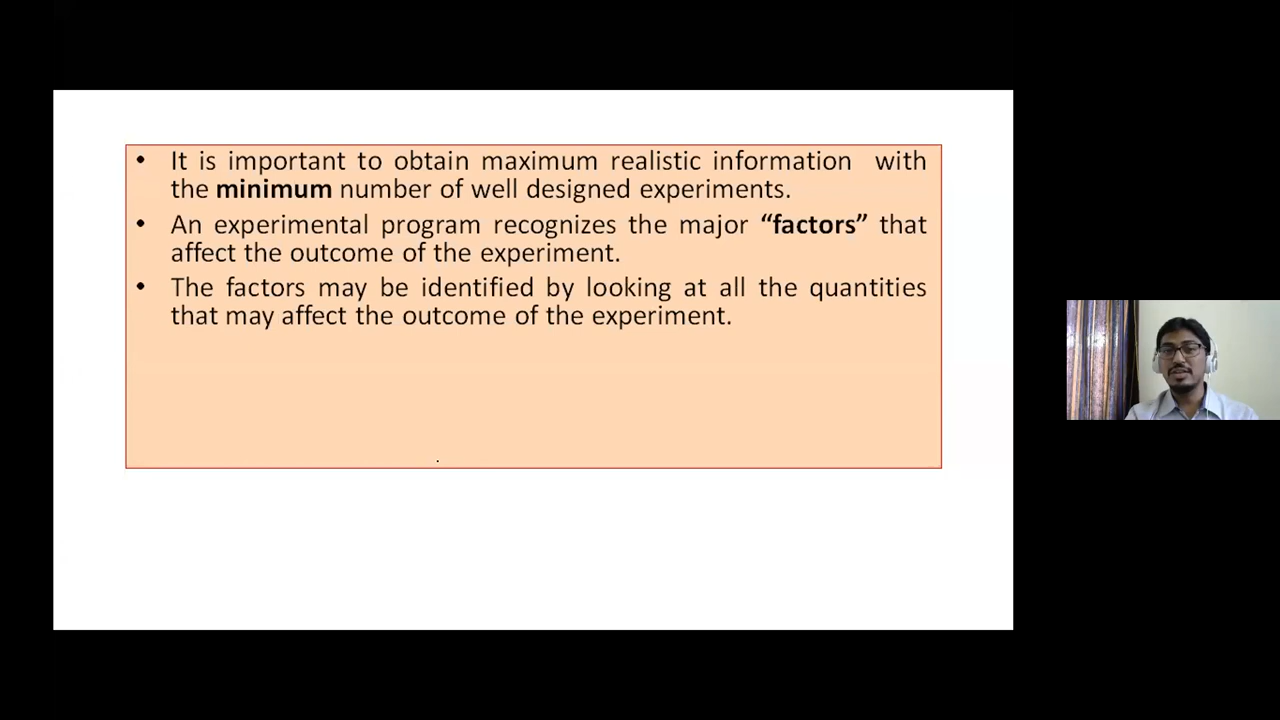 • It is important to obtain maximum realistic information with
the minimum number of well designed experiments.
• An experimental program recognizes the major “factors” that
affect the outcome of the experiment.
• The factors may be identified by looking at all the quantities
that may affect the outcome of the experiment.